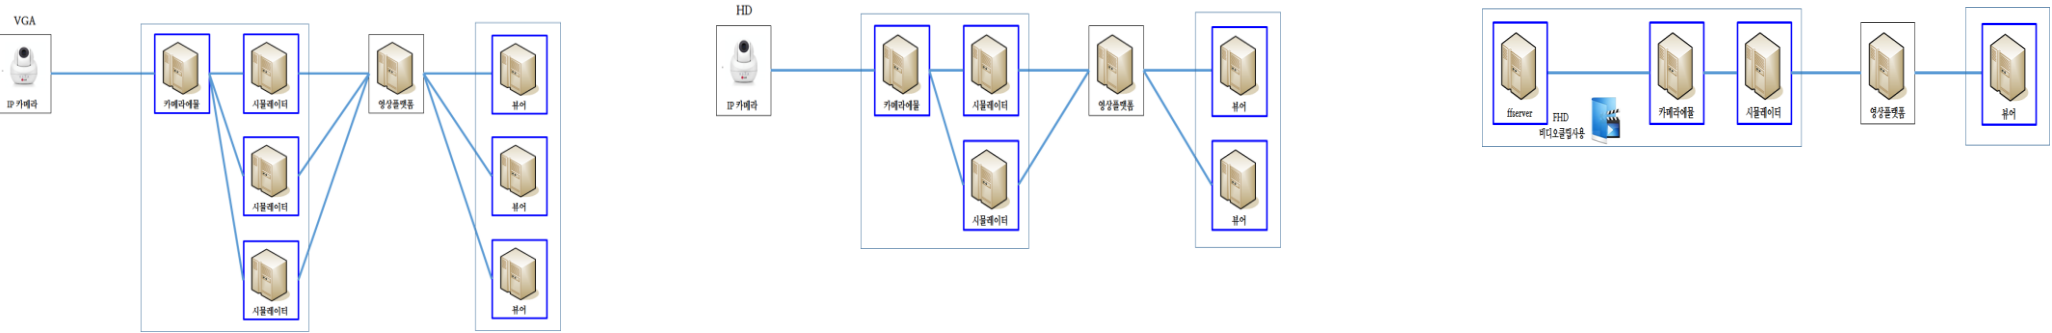 VGA
IP 카메라
카메라에뮬
시뮬레이터
영상플랫폼
뷰어
시뮬레이터
뷰어
시뮬레이터
뷰어
HD
IP 카메라
카메라에뮬
시뮬레이터
영상플랫폼
뷰어
시뮬레이터
뷰어
ffserver
FHD
비디오클립사용
카메라에뮬
시뮬레이터
영상플랫폼
뷰어